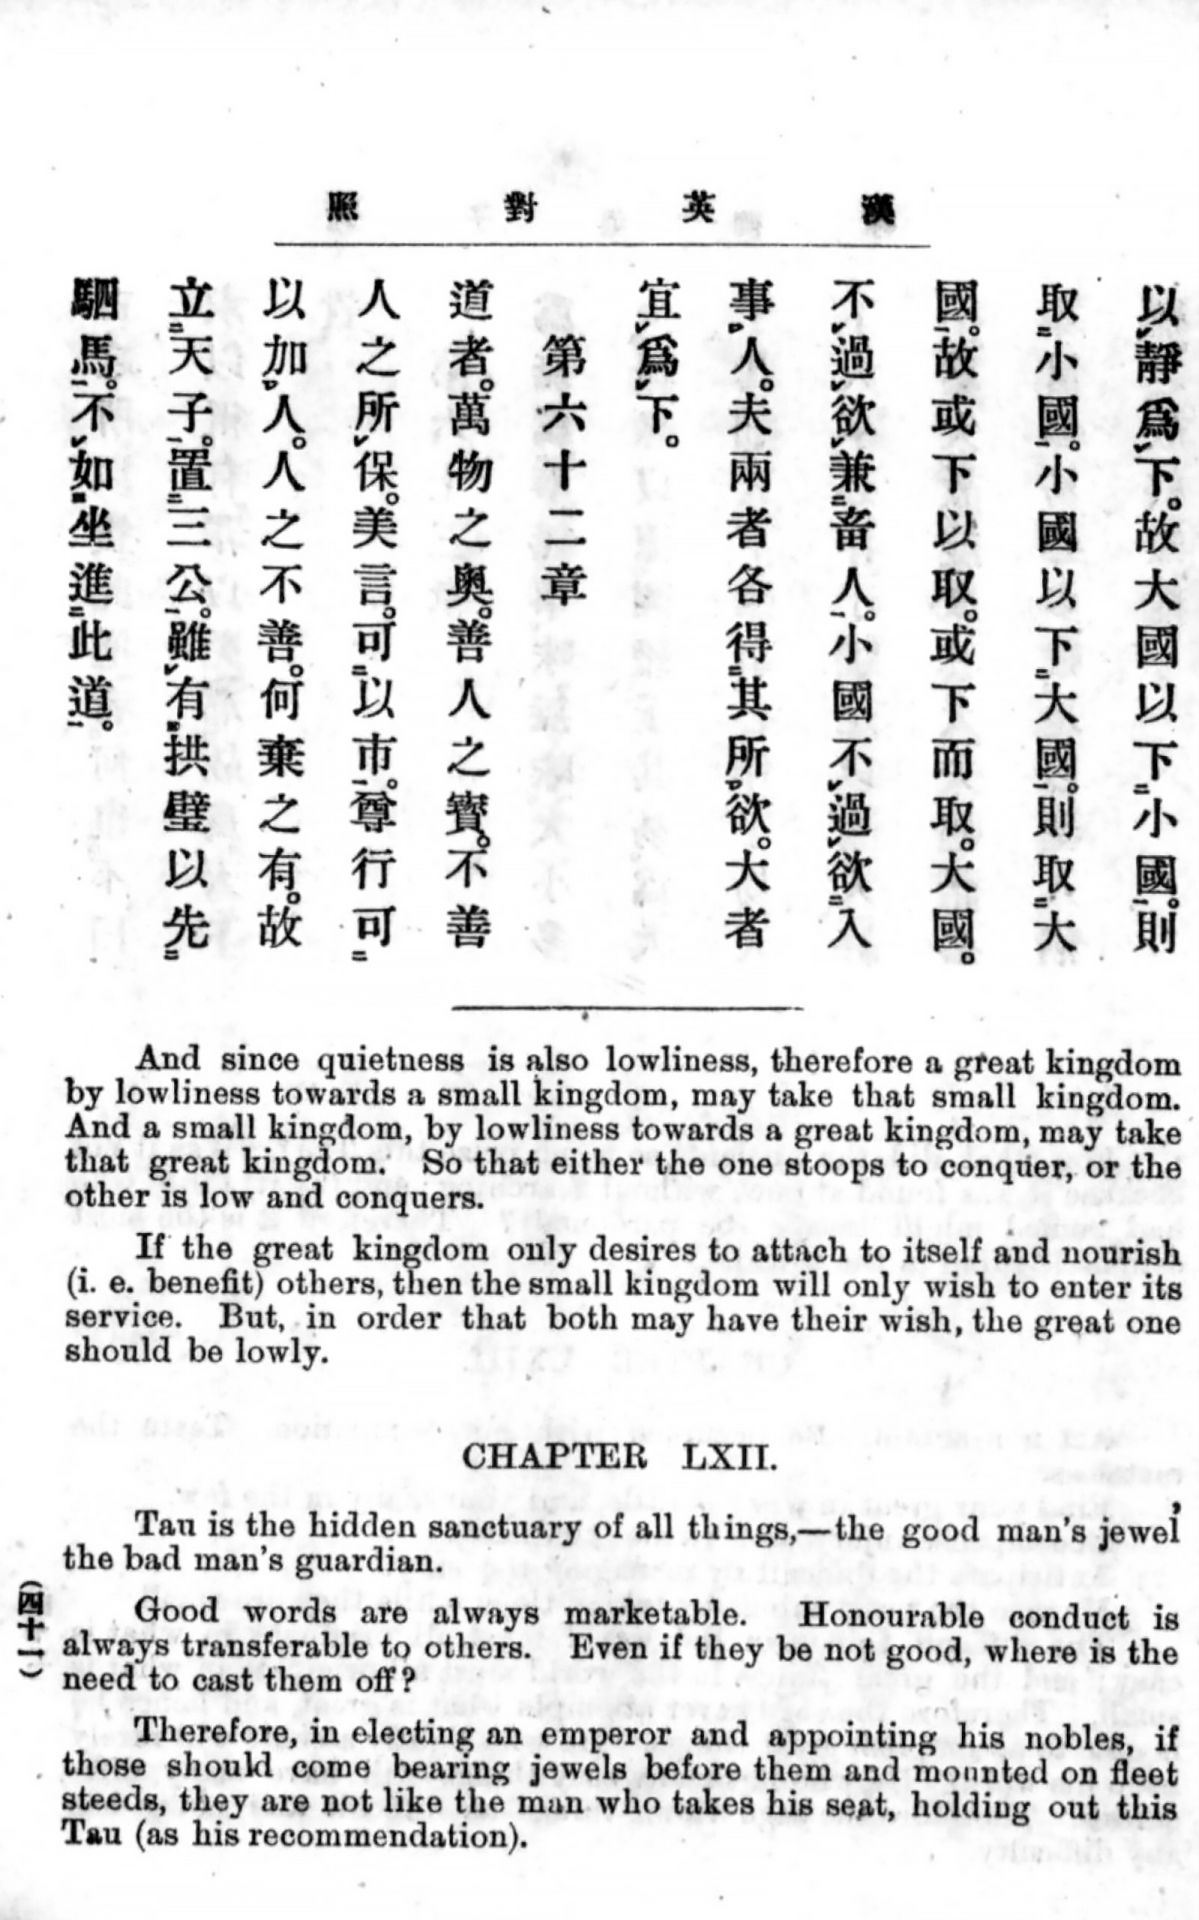 漢英對照
以靜爲下。故大國以下小國。則
取小國。小國以下大國。則取大
國。故或下以取。或下而取。大國。
不過欲兼畜人。小國不過欲入
事人。夫兩者各得其所欲。大者
宜爲下。
第六十二章
道者。萬物之奧。善人之寶。不善
人之所保。美言。可以市。尊行可
以加人。人之不善。何棄之有。故
立天子。置三公。雖有拱璧以先
駟馬。不如坐進此道。
And since quietness is also lowliness, therefore a great kingdom
by lowliness towards a small kingdom, may take that small kingdom.
And a small kingdom, by lowliness towards a great kingdom, may take
that great kingdom. So that either the one stoops to conquer, or the
other is low and conquers.
If the great kingdom only desires to attach to itself and nourish
(i. e. benefit) others, then the small kingdom will only wish to enter its
service. But, in order that both may have their wish, the great one
should be lowly.
CHAPTER LXII.
Tau is the hidden sanctuary of all things,—the good man's jewel'
the bad man's guardian.
Good words are always marketable. Honourable conduct is
always transferable to others. Even if they be not good, where is the
need to cast them off?
Therefore, in electing an emperor and appointing his nobles, if
those should come bearing jewels before them and mounted on fleet
steeds, they are not like the man who takes his seat, holding out this
Tau (as his recommendation).